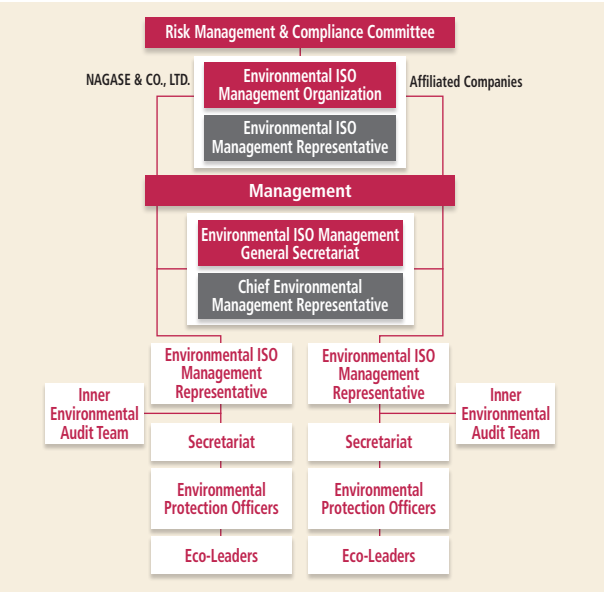 Risk Management & Compliance Committee
NAGASE & CO., LTD.
Affiliated Companies
Environmental ISO
Management Organization
Environmental ISO
Management Representative
Management
Environmental ISO Management
General Secretariat
Chief Environmental
Management Representative
Environmental ISO
Management
Representative
Environmental ISO
Management
Representative
Inner
Environmental
Audit Team
Inner
Environmental
Audit Team
Secretariat
Secretariat
Environmental
Protection Officers
Environmental
Protection Officers
Eco-Leaders
Eco-Leaders